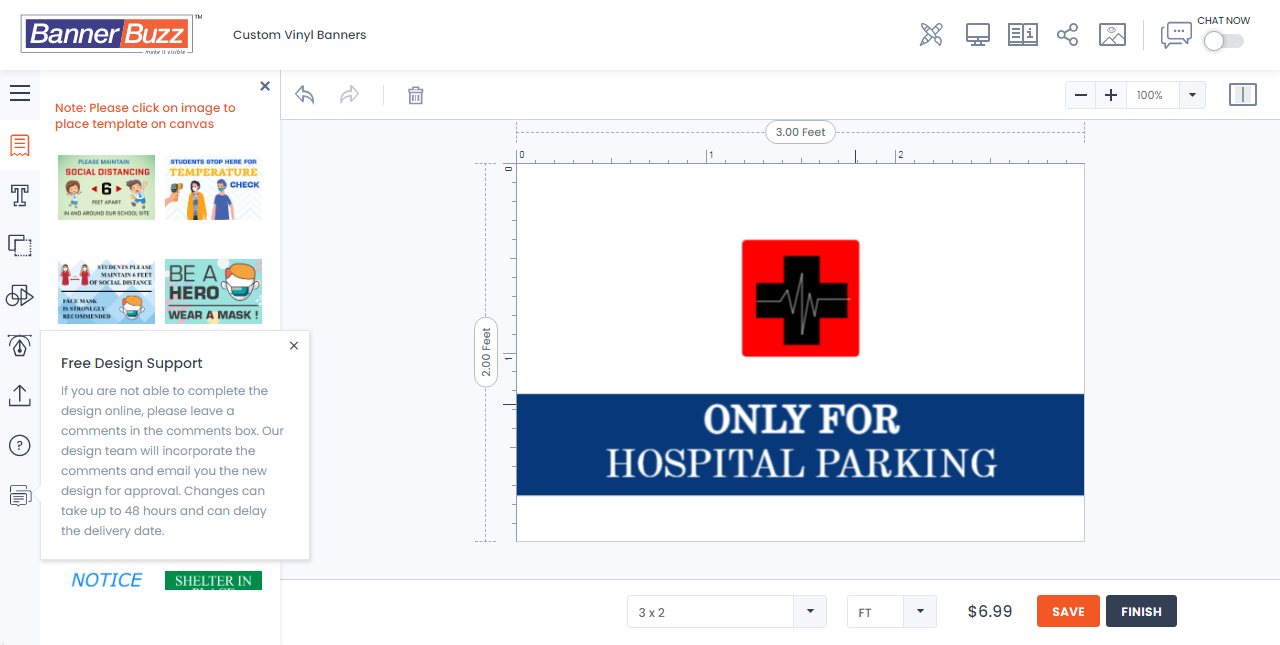 BannerBuzz™
make it visible
Custom Vinyl Banners
CHAT NOW
Note: Please click on image to
place template on canvas
PLEASE MAINTAIN
SOCIAL DISTANCING
6
FEET APART
IN AND AROUND OUR SCHOOL SITE
STUDENTS STOP HERE FOR
TEMPERATURE
CHECK
STUDENTS PLEASE
MAINTAIN 6 FEET
OF SOCIAL DISTANCE
FACE MASK
IS STRONLGLY
RECOMMENDED
BE A
HERO
WEAR A MASK !
Free Design Support
If you are not able to complete the
design online, please leave a
comments in the comments box. Our
design team will incorporate the
comments and email you the new
design for approval. Changes can
take up to 48 hours and can delay
the delivery date.
NOTICE
SHELTER IN
PLACE
100%
3.00 Feet
0 1 2
0
1
2.00 Feet
ONLY FOR
HOSPITAL PARKING
3 x 2
FT
$6.99
SAVE
FINISH